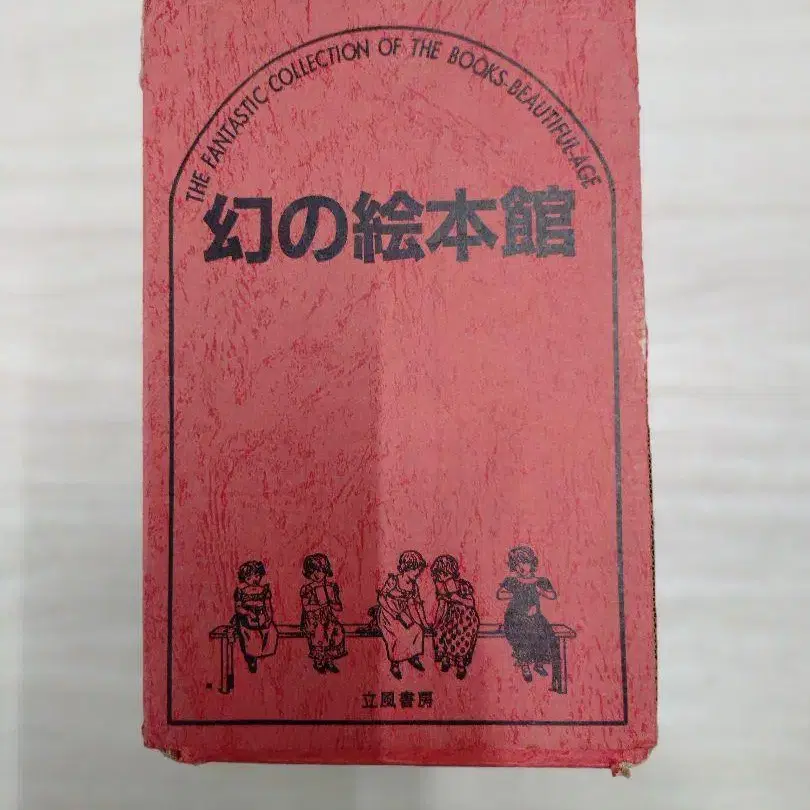 THE FANTASTIC COLLECTION OF THE BOOKS-BEAUTIFUL-AGE
幻の絵本館
立風書房